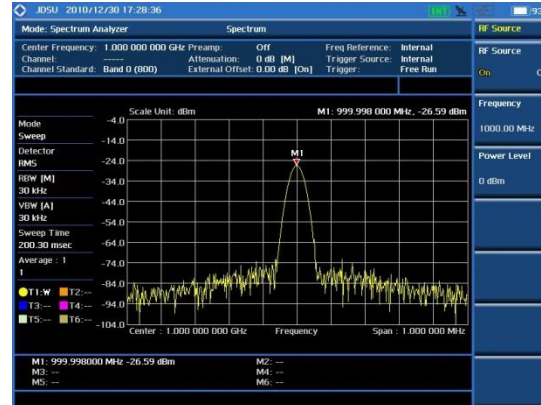 JDSU 2010/12/30 17:28:36
INT
93
Mode: Spectrum Analyzer
Spectrum
RF Source
Center Frequency: 1.000 000 000 GHz
Preamp: Off
Freq Reference: Internal
Channel: -----
Attenuation: 0 dB [M]
Trigger Source: Internal
Channel Standard: Band 0 (800)
External Offset: 0.00 dB [On]
Trigger: Free Run
RF Source
On
Scale Unit: dBm
M1: 999.998 000 MHz, -26.59 dBm
Mode
Sweep
Detector
RMS
RBW [M]
30 kHz
VBW [A]
30 kHz
Sweep Time
200.30 msec
Average : 1
1
T1:W T2:--
T3:-- T4:--
T5:-- T6:--
-4.0
-14.0
-24.0
-34.0
-44.0
-54.0
-64.0
-74.0
-84.0
-94.0
-104.0
M1
Center : 1.000 000 000 GHz
Frequency
Span : 1.000 000 MHz
Frequency
1000.00 MHz
Power Level
0 dBm
M1: 999.998000 MHz -26.59 dBm
M2: --
M3: --
M4: --
M5: --
M6: --